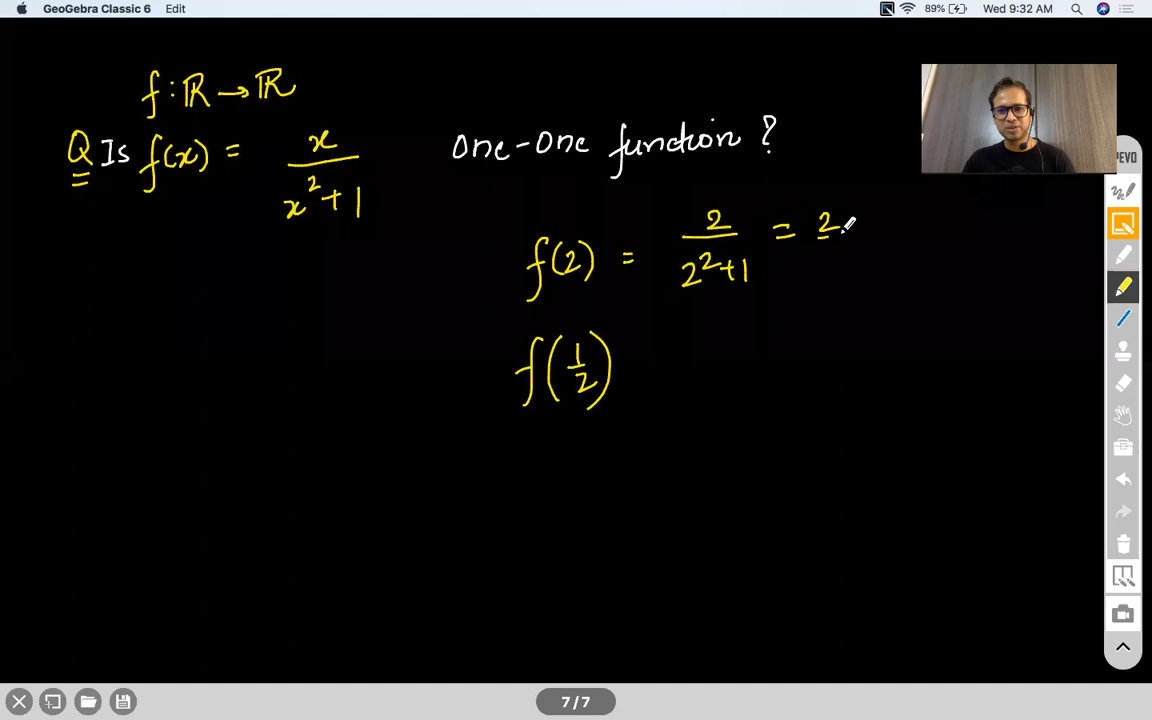 GeoGebra Classic 6 Edit 89% Wed 9:32 AM
f : ℝ → ℝ
Q Is f(x) = x / (x² + 1) one-one function ?
f(2) = 2 / (2² + 1) = 2
f(1/2)
7 / 7